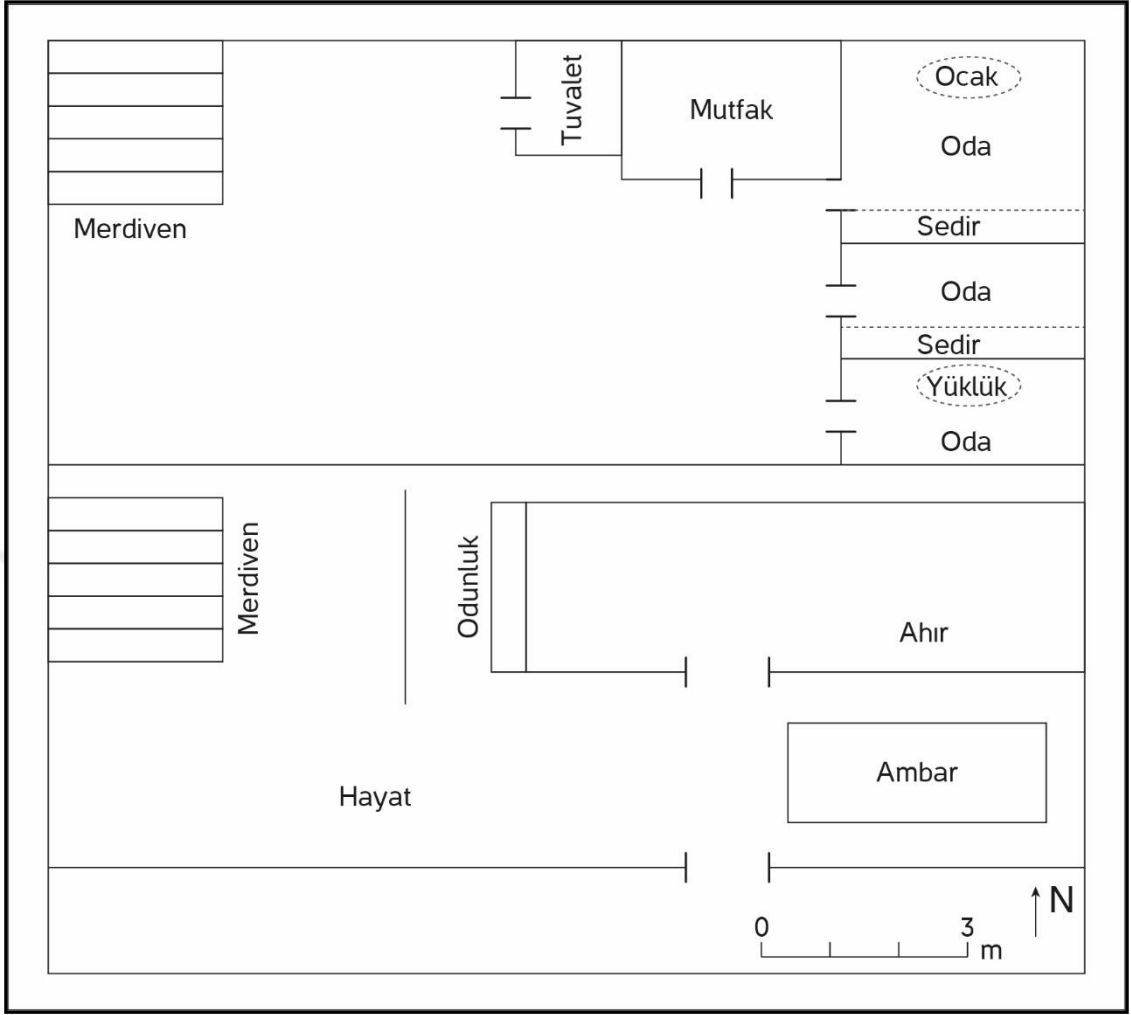 Tuvalet
Mutfak
Ocak
Oda
Merdiven
Sedir
Oda
Sedir
Yüklük
Oda
Merdiven
Odunluk
Ahır
Ambar
Hayat
N
0 3
m